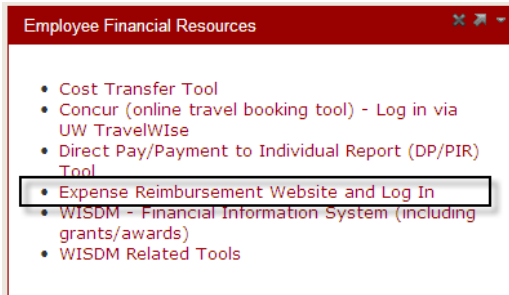 Employee Financial Resources
• Cost Transfer Tool
• Concur (online travel booking tool) - Log in via
UW TravelWIse
• Direct Pay/Payment to Individual Report (DP/PIR)
Tool
• Expense Reimbursement Website and Log In
• WISDM - Financial Information System (including
grants/awards)
• WISDM Related Tools